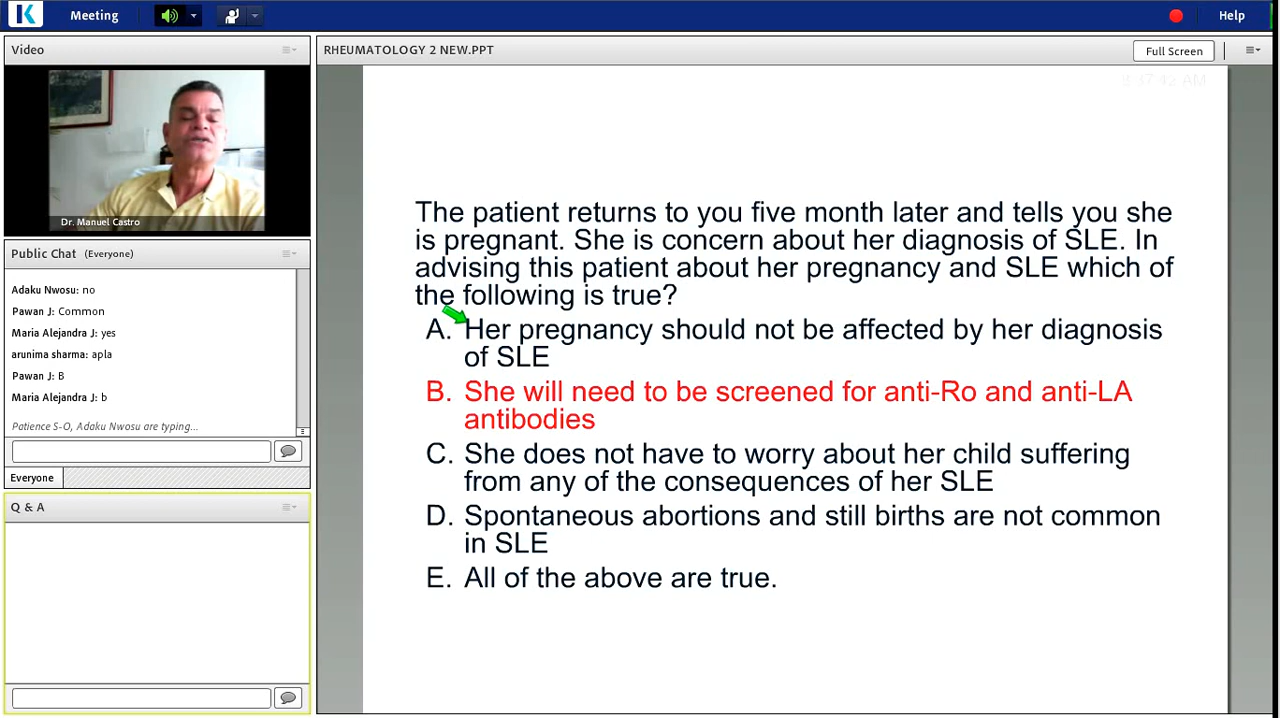 K Meeting Help
Video
RHEUMATOLOGY 2 NEW.PPT
Full Screen
8:37:42 AM
Dr. Manuel Castro
Public Chat (Everyone)
Adaku Nwosu: no
Pawan J: Common
Maria Alejandra J: yes
arunima sharma: apla
Pawan J: B
Maria Alejandra J: b
Patience S-O, Adaku Nwosu are typing...
Everyone
Q & A
The patient returns to you five month later and tells you she
is pregnant. She is concern about her diagnosis of SLE. In
advising this patient about her pregnancy and SLE which of
the following is true?
A. Her pregnancy should not be affected by her diagnosis
of SLE
B. She will need to be screened for anti-Ro and anti-LA
antibodies
C. She does not have to worry about her child suffering
from any of the consequences of her SLE
D. Spontaneous abortions and still births are not common
in SLE
E. All of the above are true.